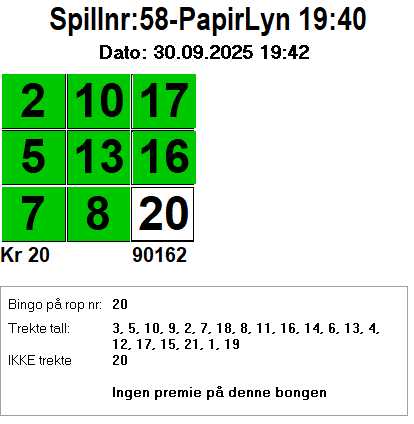 Spillnr:58-PapirLyn 19:40
Dato: 30.09.2025 19:42
2 10 17
5 13 16
7 8 20
Kr 20 90162
Bingo på rop nr: 20
Trekte tall: 3, 5, 10, 9, 2, 7, 18, 8, 11, 16, 14, 6, 13, 4,
12, 17, 15, 21, 1, 19
IKKE trekte 20
Ingen premie på denne bongen